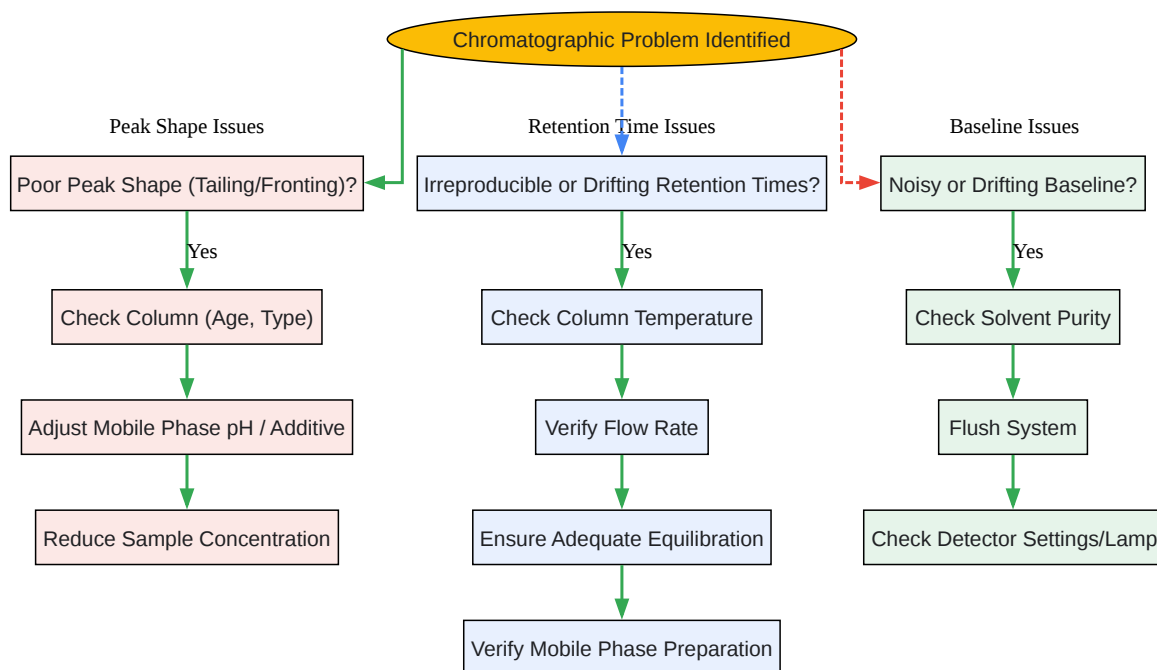 Chromatographic Problem Identified
Peak Shape Issues
Retention Time Issues
Baseline Issues
Poor Peak Shape (Tailing/Fronting)?
Irreproducible or Drifting Retention Times?
Noisy or Drifting Baseline?
Yes
Yes
Yes
Check Column (Age, Type)
Check Column Temperature
Check Solvent Purity
Adjust Mobile Phase pH / Additive
Verify Flow Rate
Flush System
Reduce Sample Concentration
Ensure Adequate Equilibration
Check Detector Settings/Lamp
Verify Mobile Phase Preparation